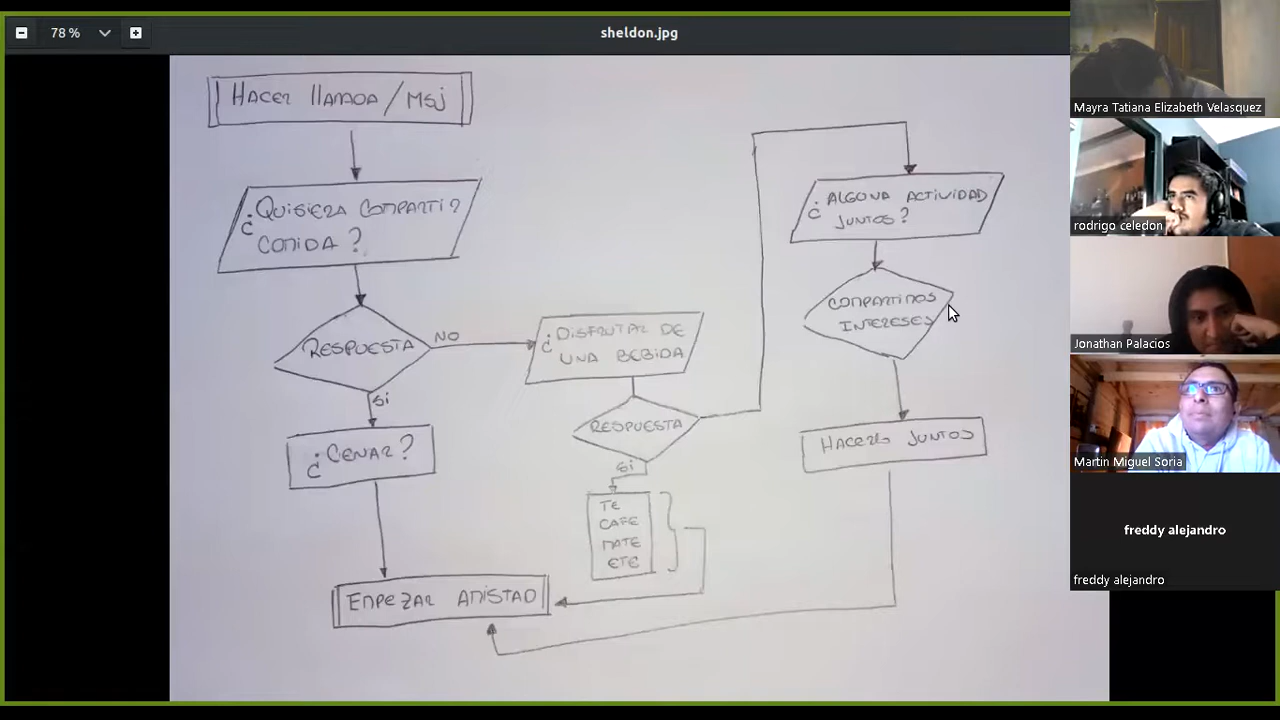 78 %
sheldon.jpg
HACER LLAMADA / MSJ
¿QUISIERA COMPARTIR
COMIDA?
RESPUESTA
NO
SI
¿CENAR?
EMPEZAR AMISTAD
¿DISFRUTAR DE
UNA BEBIDA
RESPUESTA
SI
TE
CAFE
MATE
ETE
¿ALGUNA ACTIVIDAD
JUNTOS?
COMPARTIMOS
INTERESES
HACERLO JUNTOS
Mayra Tatiana Elizabeth Velasquez
rodrigo celedon
Jonathan Palacios
Martin Miguel Soria
freddy alejandro
freddy alejandro